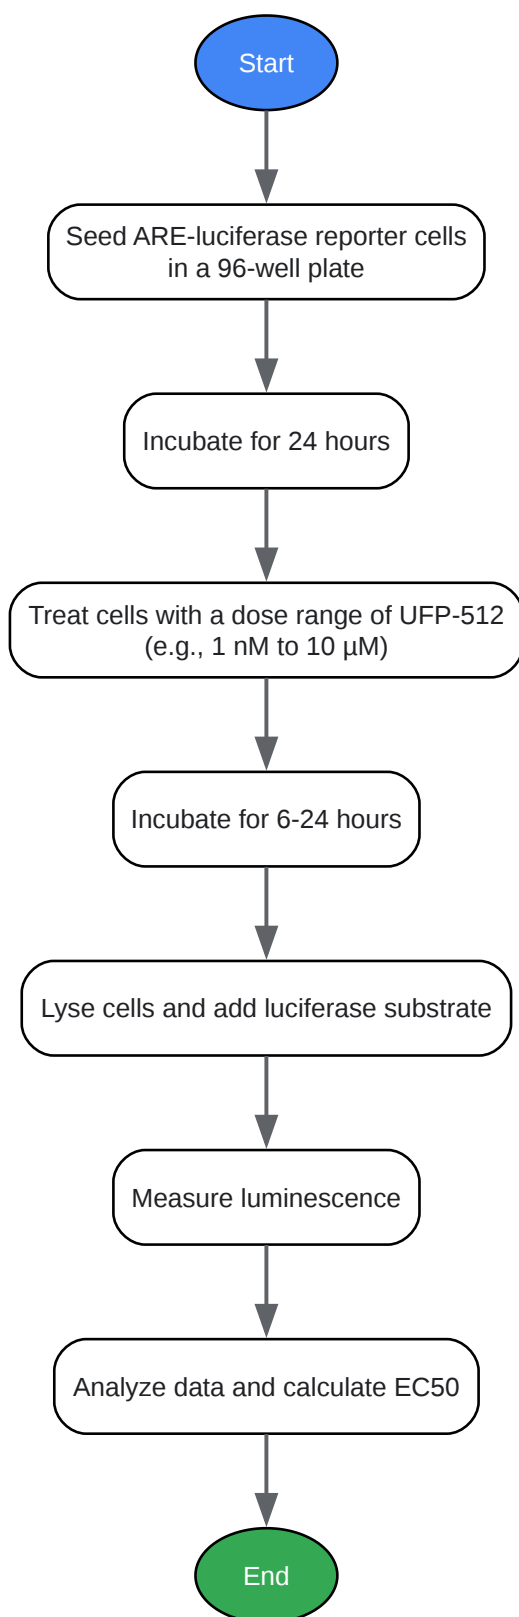 Start
Seed ARE-luciferase reporter cells
in a 96-well plate
Incubate for 24 hours
Treat cells with a dose range of UFP-512
(e.g., 1 nM to 10 µM)
Incubate for 6-24 hours
Lyse cells and add luciferase substrate
Measure luminescence
Analyze data and calculate EC50
End